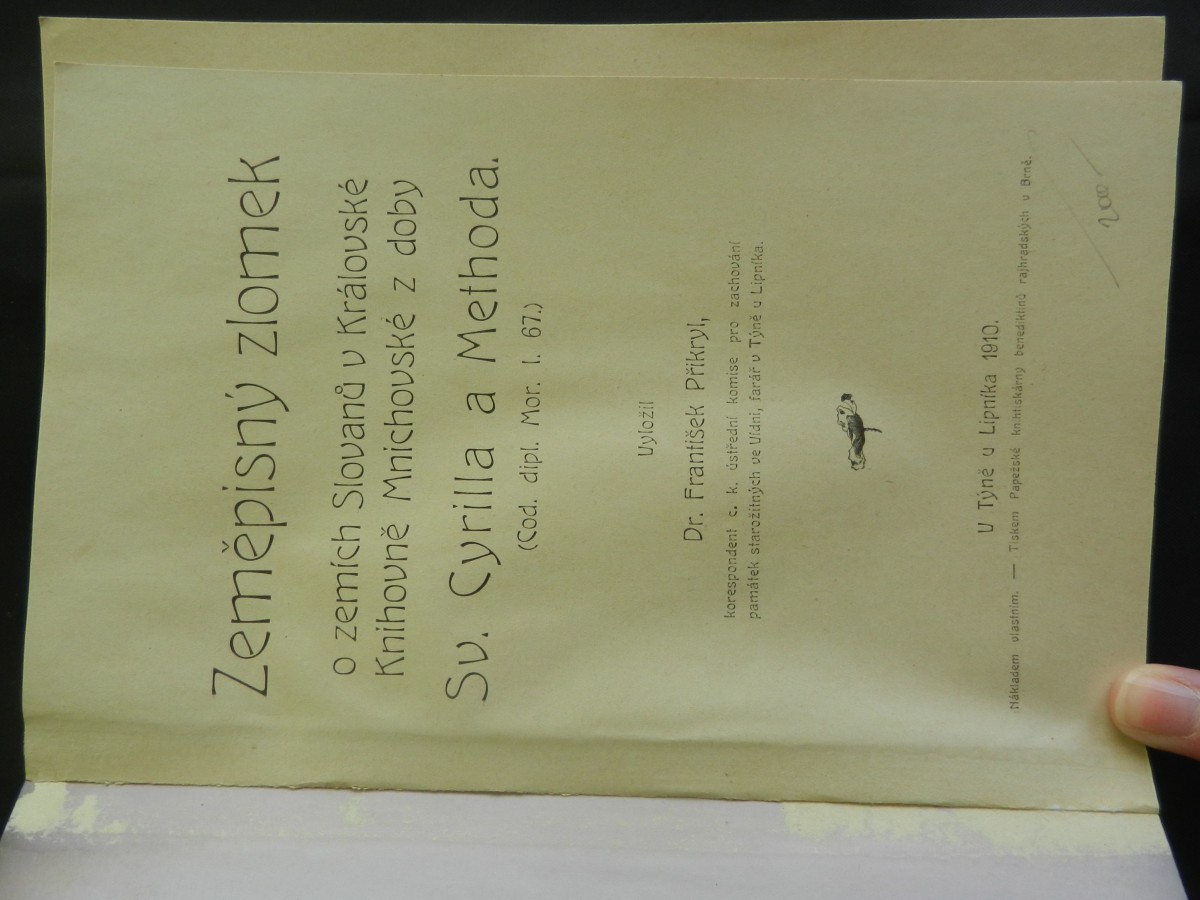 Zeměpisný zlomek
o zemích Slovanů v Královské
Knihovně Mnichovské z doby
Sv. Cyrilla a Methoda.
(Cod. dipl. Mor. I. 67.)
Vyložil
Dr. František Přikryl,
korespondent c. k. ústřední komise pro zachování
památek starožitných ve Vídni, farář v Týně u Lipníka.
U Týně u Lipníka 1910.
Nákladem vlastním. — Tiskem Papežské knihtiskárny benediktinů rajhradských v Brně.
200